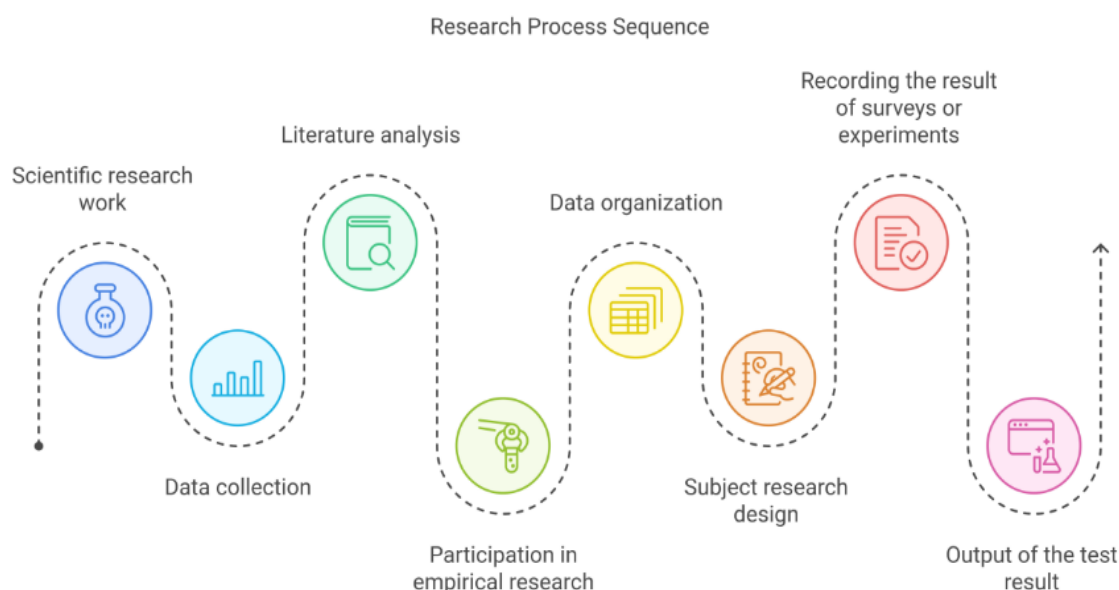 Research Process Sequence
Scientific research
work
Data collection
Literature analysis
Participation in
empirical research
Data organization
Subject research
design
Recording the result
of surveys or
experiments
Output of the test
result